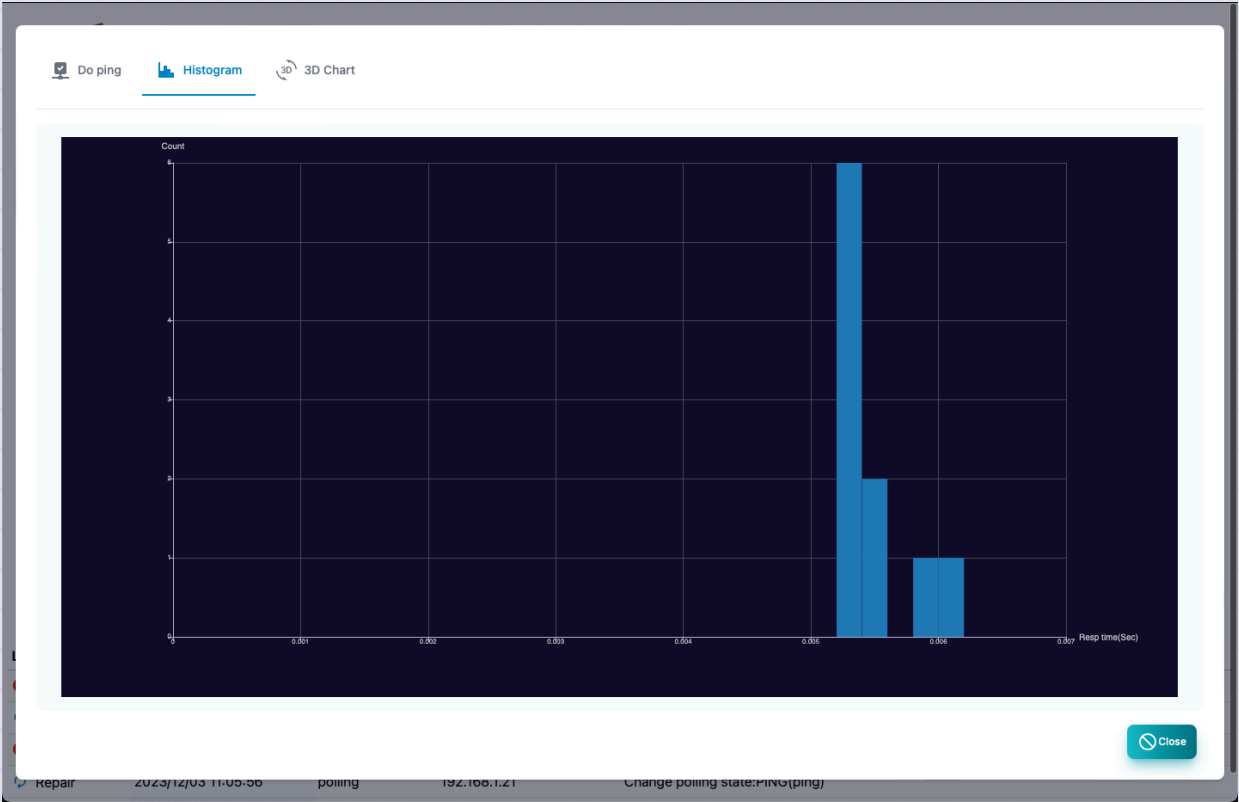 Do ping Histogram 3D 3D Chart
Count
6
5
4
3
2
1
0
0 0.001 0.002 0.003 0.004 0.005 0.006 0.007 Resp time(Sec)
Close
Repair 2023/12/03 11:05:56 polling 192.168.1.21 Change polling state:PING(ping)